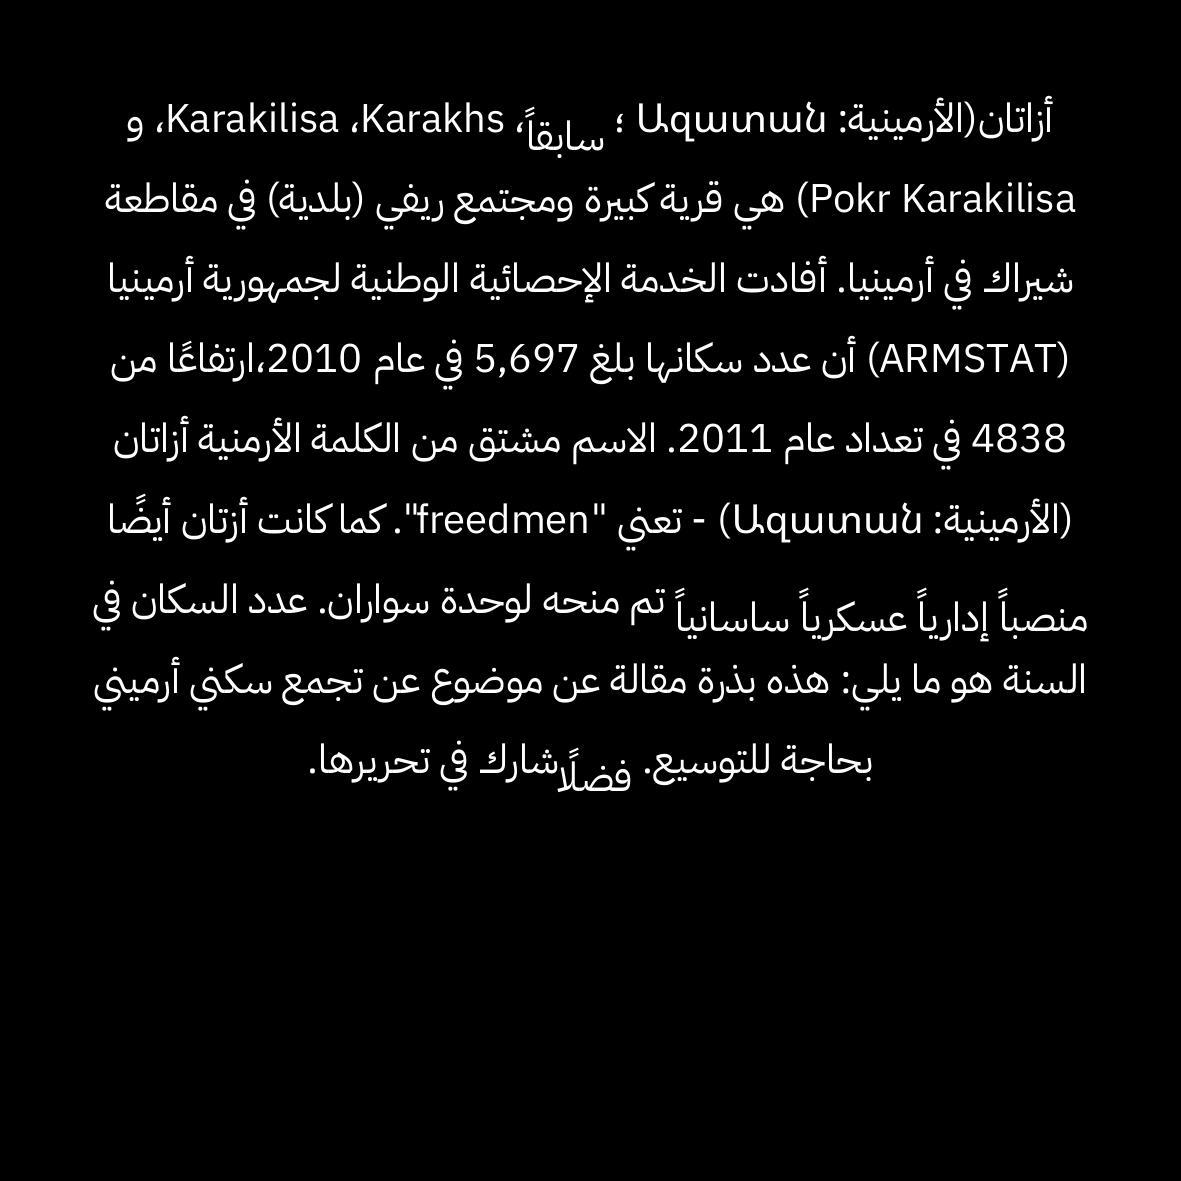 أزاتان(الأرمينية: Ազատան ؛ سابقاً، Karakhs،‏ Karakilisa، و
Pokr Karakilisa) هي قرية كبيرة ومجتمع ريفي (بلدية) في مقاطعة
شيراك في أرمينيا. أفادت الخدمة الإحصائية الوطنية لجمهورية أرمينيا
(ARMSTAT) أن عدد سكانها بلغ 5,697 في عام 2010،ارتفاعًا من
4838 في تعداد عام 2011. الاسم مشتق من الكلمة الأرمنية أزاتان
(الأرمينية: Ազատան) - تعني "freedmen". كما كانت أزتان أيضًا
منصباً إدارياً عسكرياً ساسانياً تم منحه لوحدة سواران. عدد السكان في
السنة هو ما يلي: هذه بذرة مقالة عن موضوع عن تجمع سكني أرميني
بحاجة للتوسيع. فضلًاشارك في تحريرها.